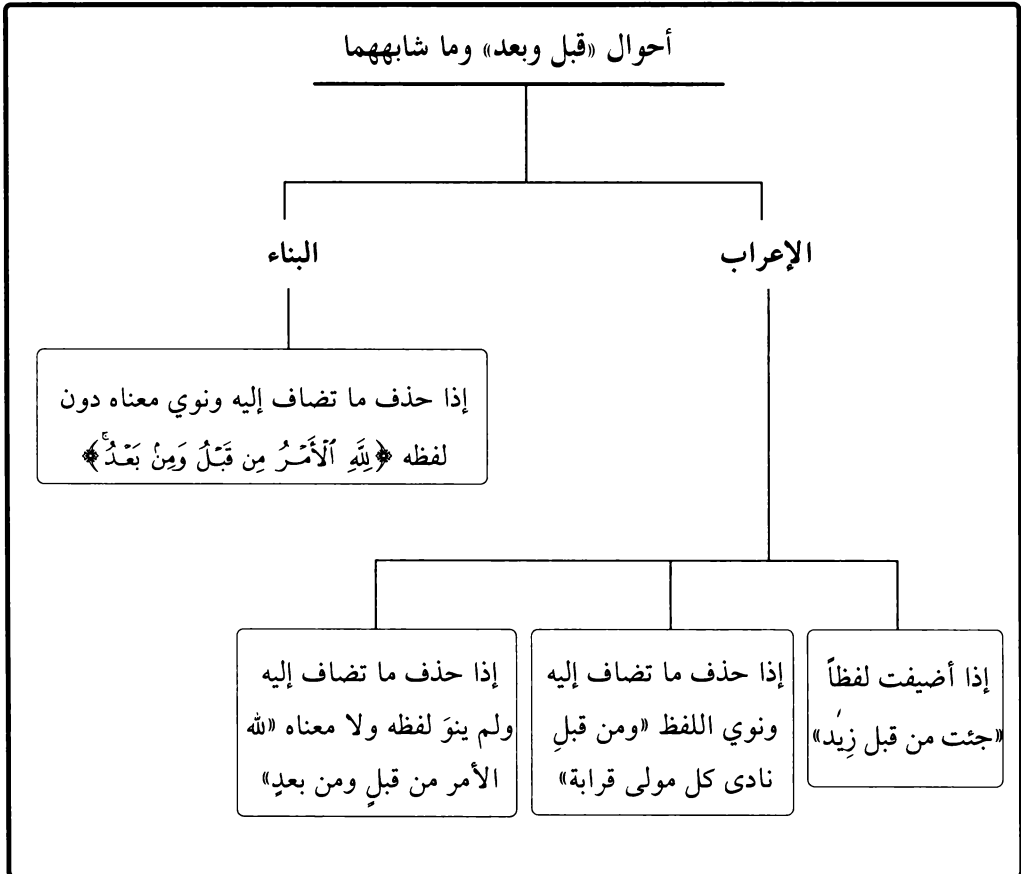 أحوال «قبل وبعد» وما شابههما
الإعراب
البناء
إذا حذف ما تضاف إليه ونوي معناه دون
لفظه ﴿لِلَّهِ ٱلْأَمْرُ مِن قَبْلُ وَمِنۢ بَعْدُ ۚ﴾
إذا أضيفت لفظاً
«جئت من قبل زِيْد»
إذا حذف ما تضاف إليه
ونوي اللفظ «ومن قبلِ
نادى كل مولى قرابة»
إذا حذف ما تضاف إليه
ولم ينوَ لفظه ولا معناه «لله
الأمر من قبلٍ ومن بعدٍ»